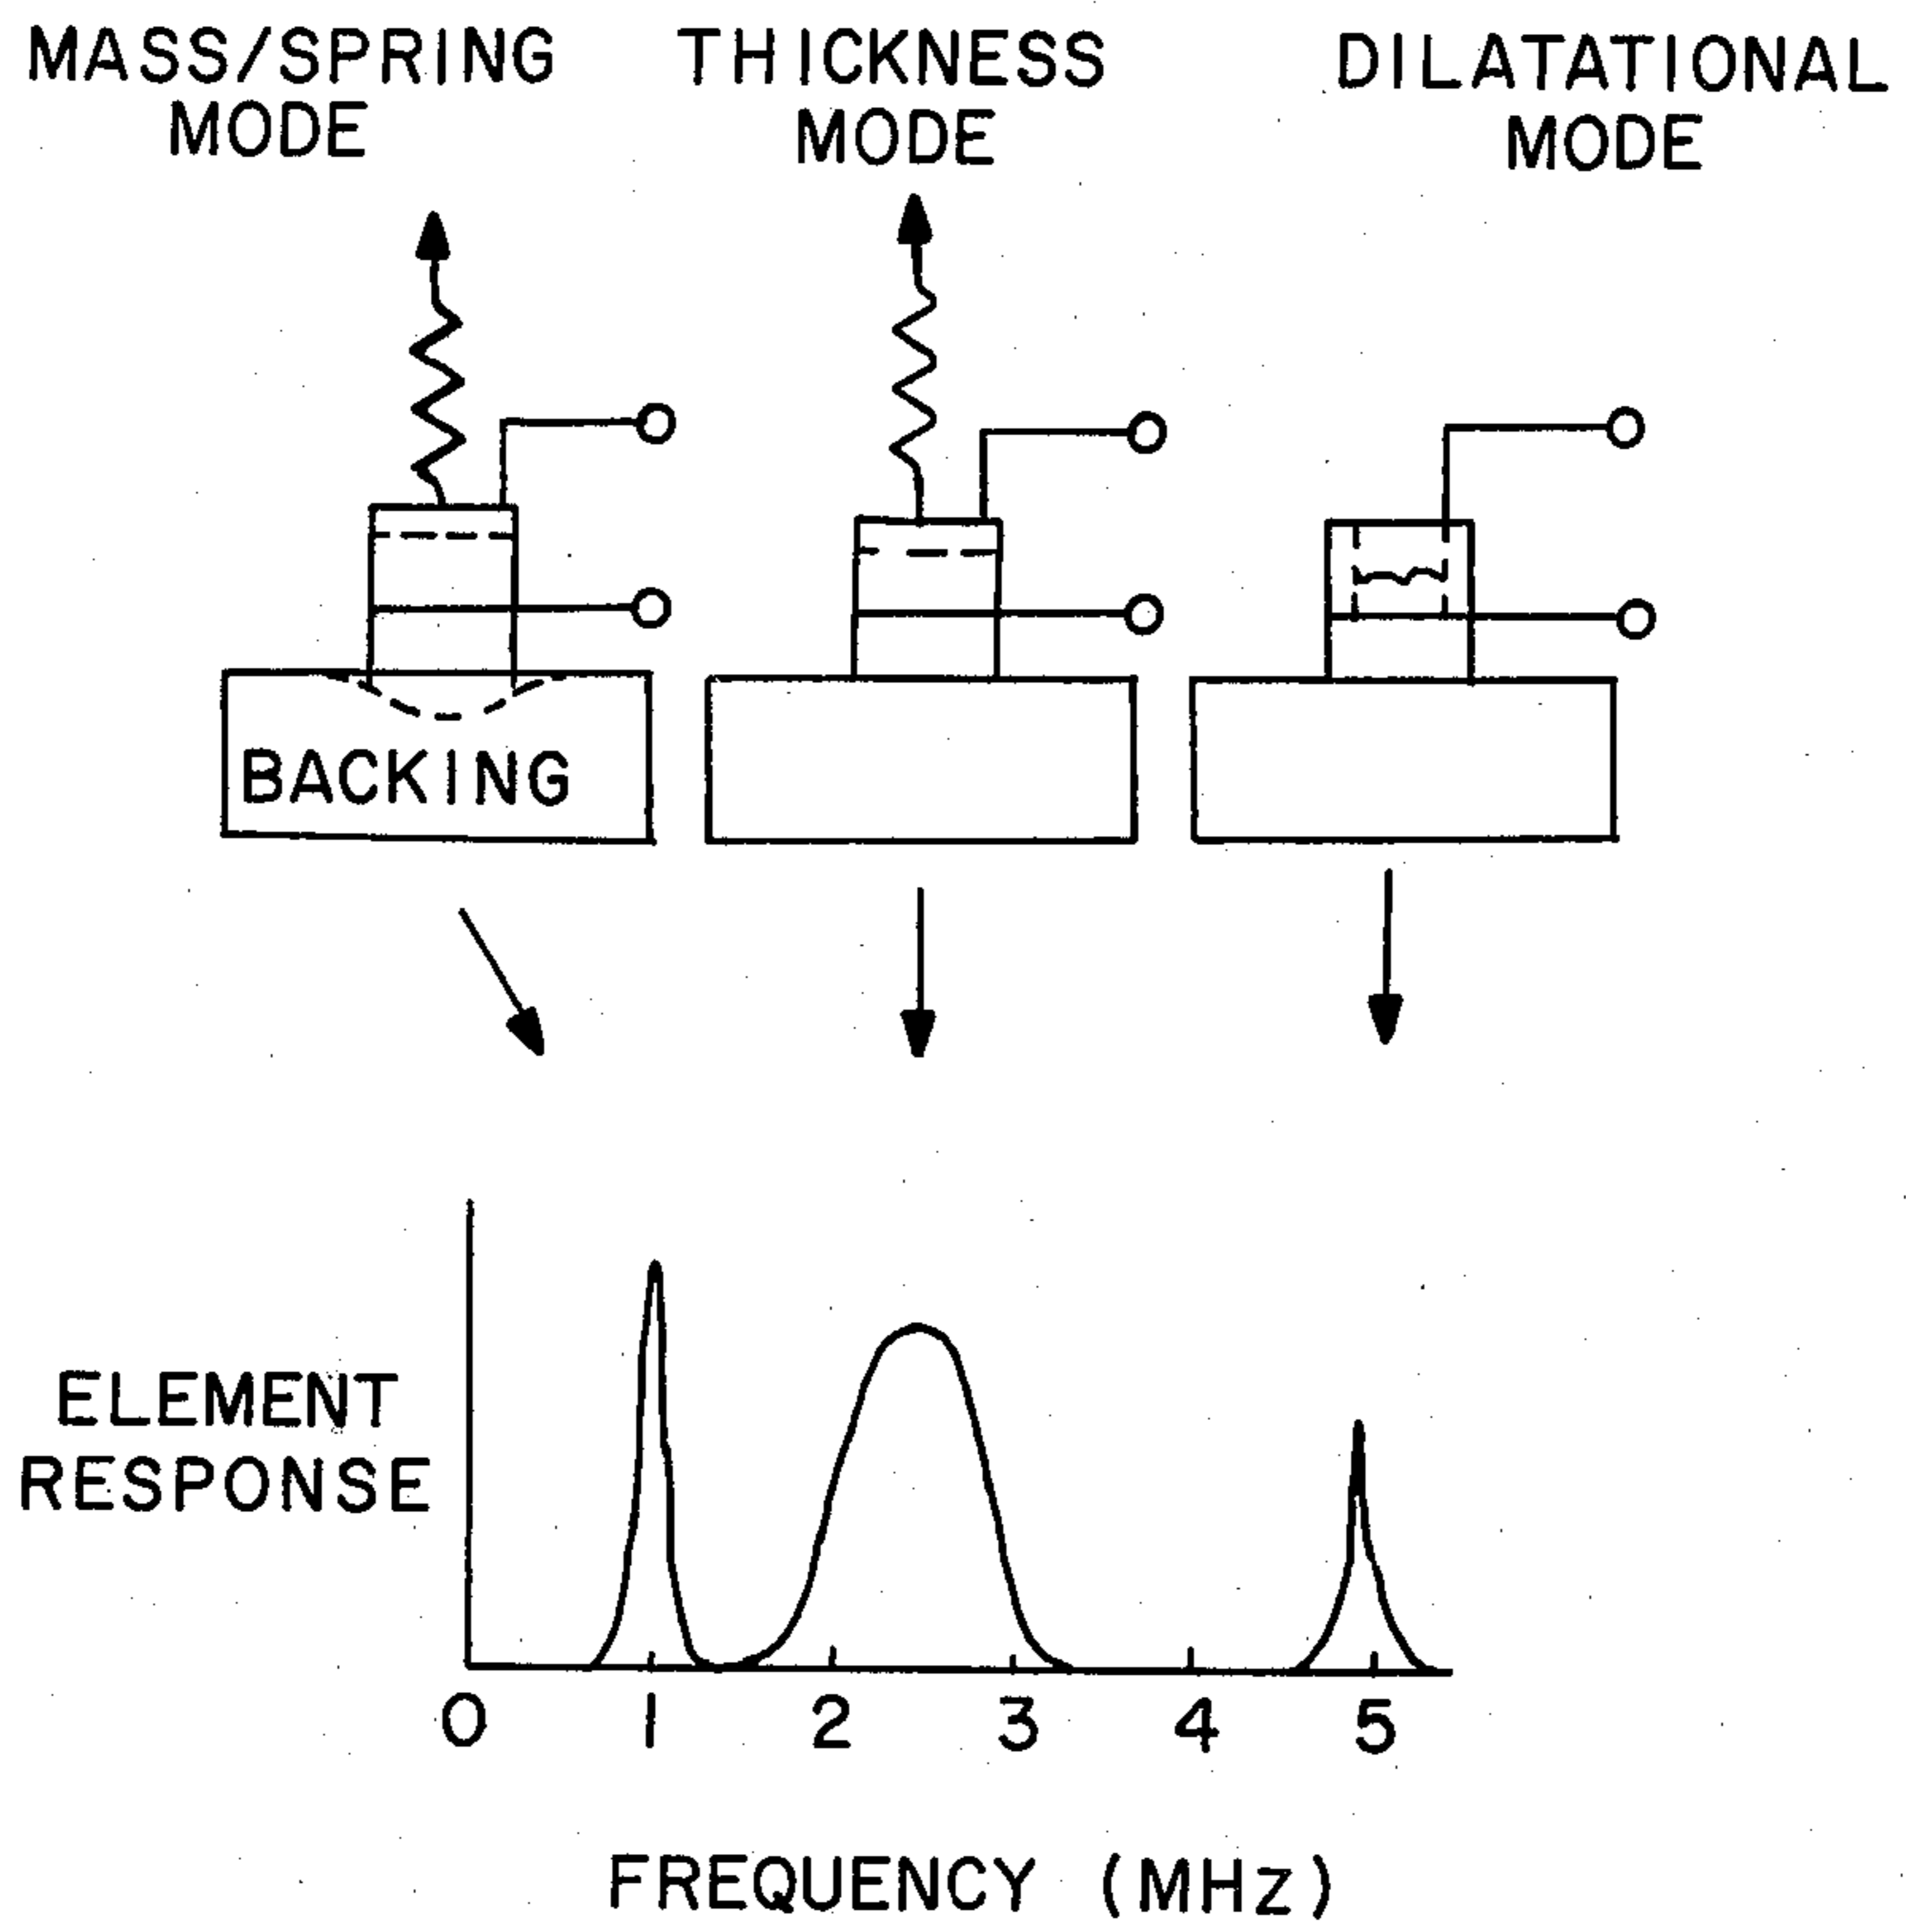 MASS/SPRING
MODE
THICKNESS
MODE
DILATATIONAL
MODE
BACKING
ELEMENT
RESPONSE
0 1 2 3 4 5
FREQUENCY (MHz)